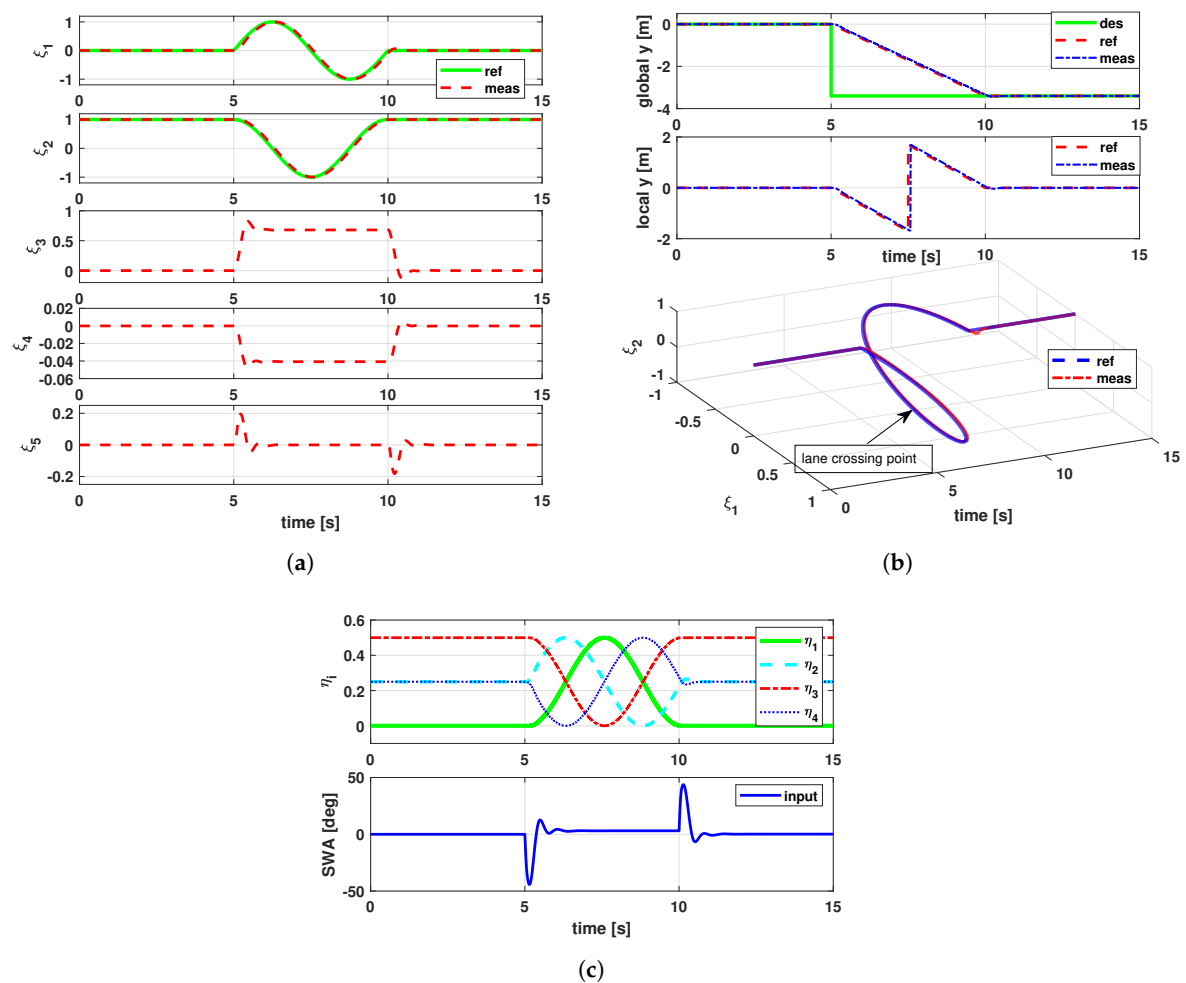 1
0
-1
ξ1
ref
meas
0
5
10
15
1
0
-1
ξ2
0
5
10
15
1
0.5
0
ξ3
0
5
10
15
0.02
0
-0.02
-0.04
-0.06
ξ4
0
5
10
15
0.2
0
-0.2
ξ5
0
5
10
15
time [s]
(a)
0
-2
-4
global y [m]
des
ref
meas
0
5
10
15
2
0
-2
local y [m]
ref
meas
0
5
10
15
time [s]
1
0
-1
ξ2
-1
-0.5
0
0.5
1
ξ1
0
5
10
15
time [s]
ref
meas
lane crossing point
(b)
0.6
0.4
0.2
0
ηi
η1
η2
η3
η4
0
5
10
15
50
0
-50
SWA [deg]
input
0
5
10
15
time [s]
(c)